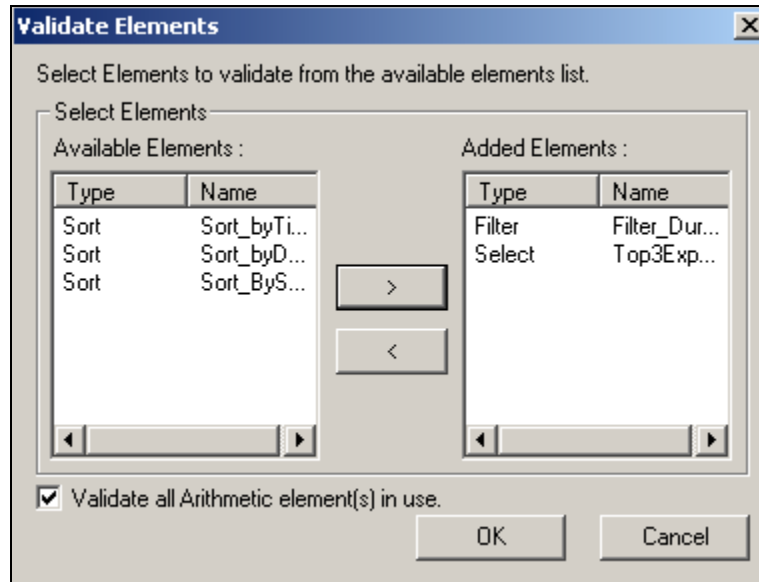 Validate Elements
Select Elements to validate from the available elements list.
Select Elements
Available Elements :
Added Elements :
Type Name
Sort Sort_byTi...
Sort Sort_byD...
Sort Sort_ByS...
>
<
Type Name
Filter Filter_Dur...
Select Top3Exp...
Validate all Arithmetic element(s) in use.
OK Cancel